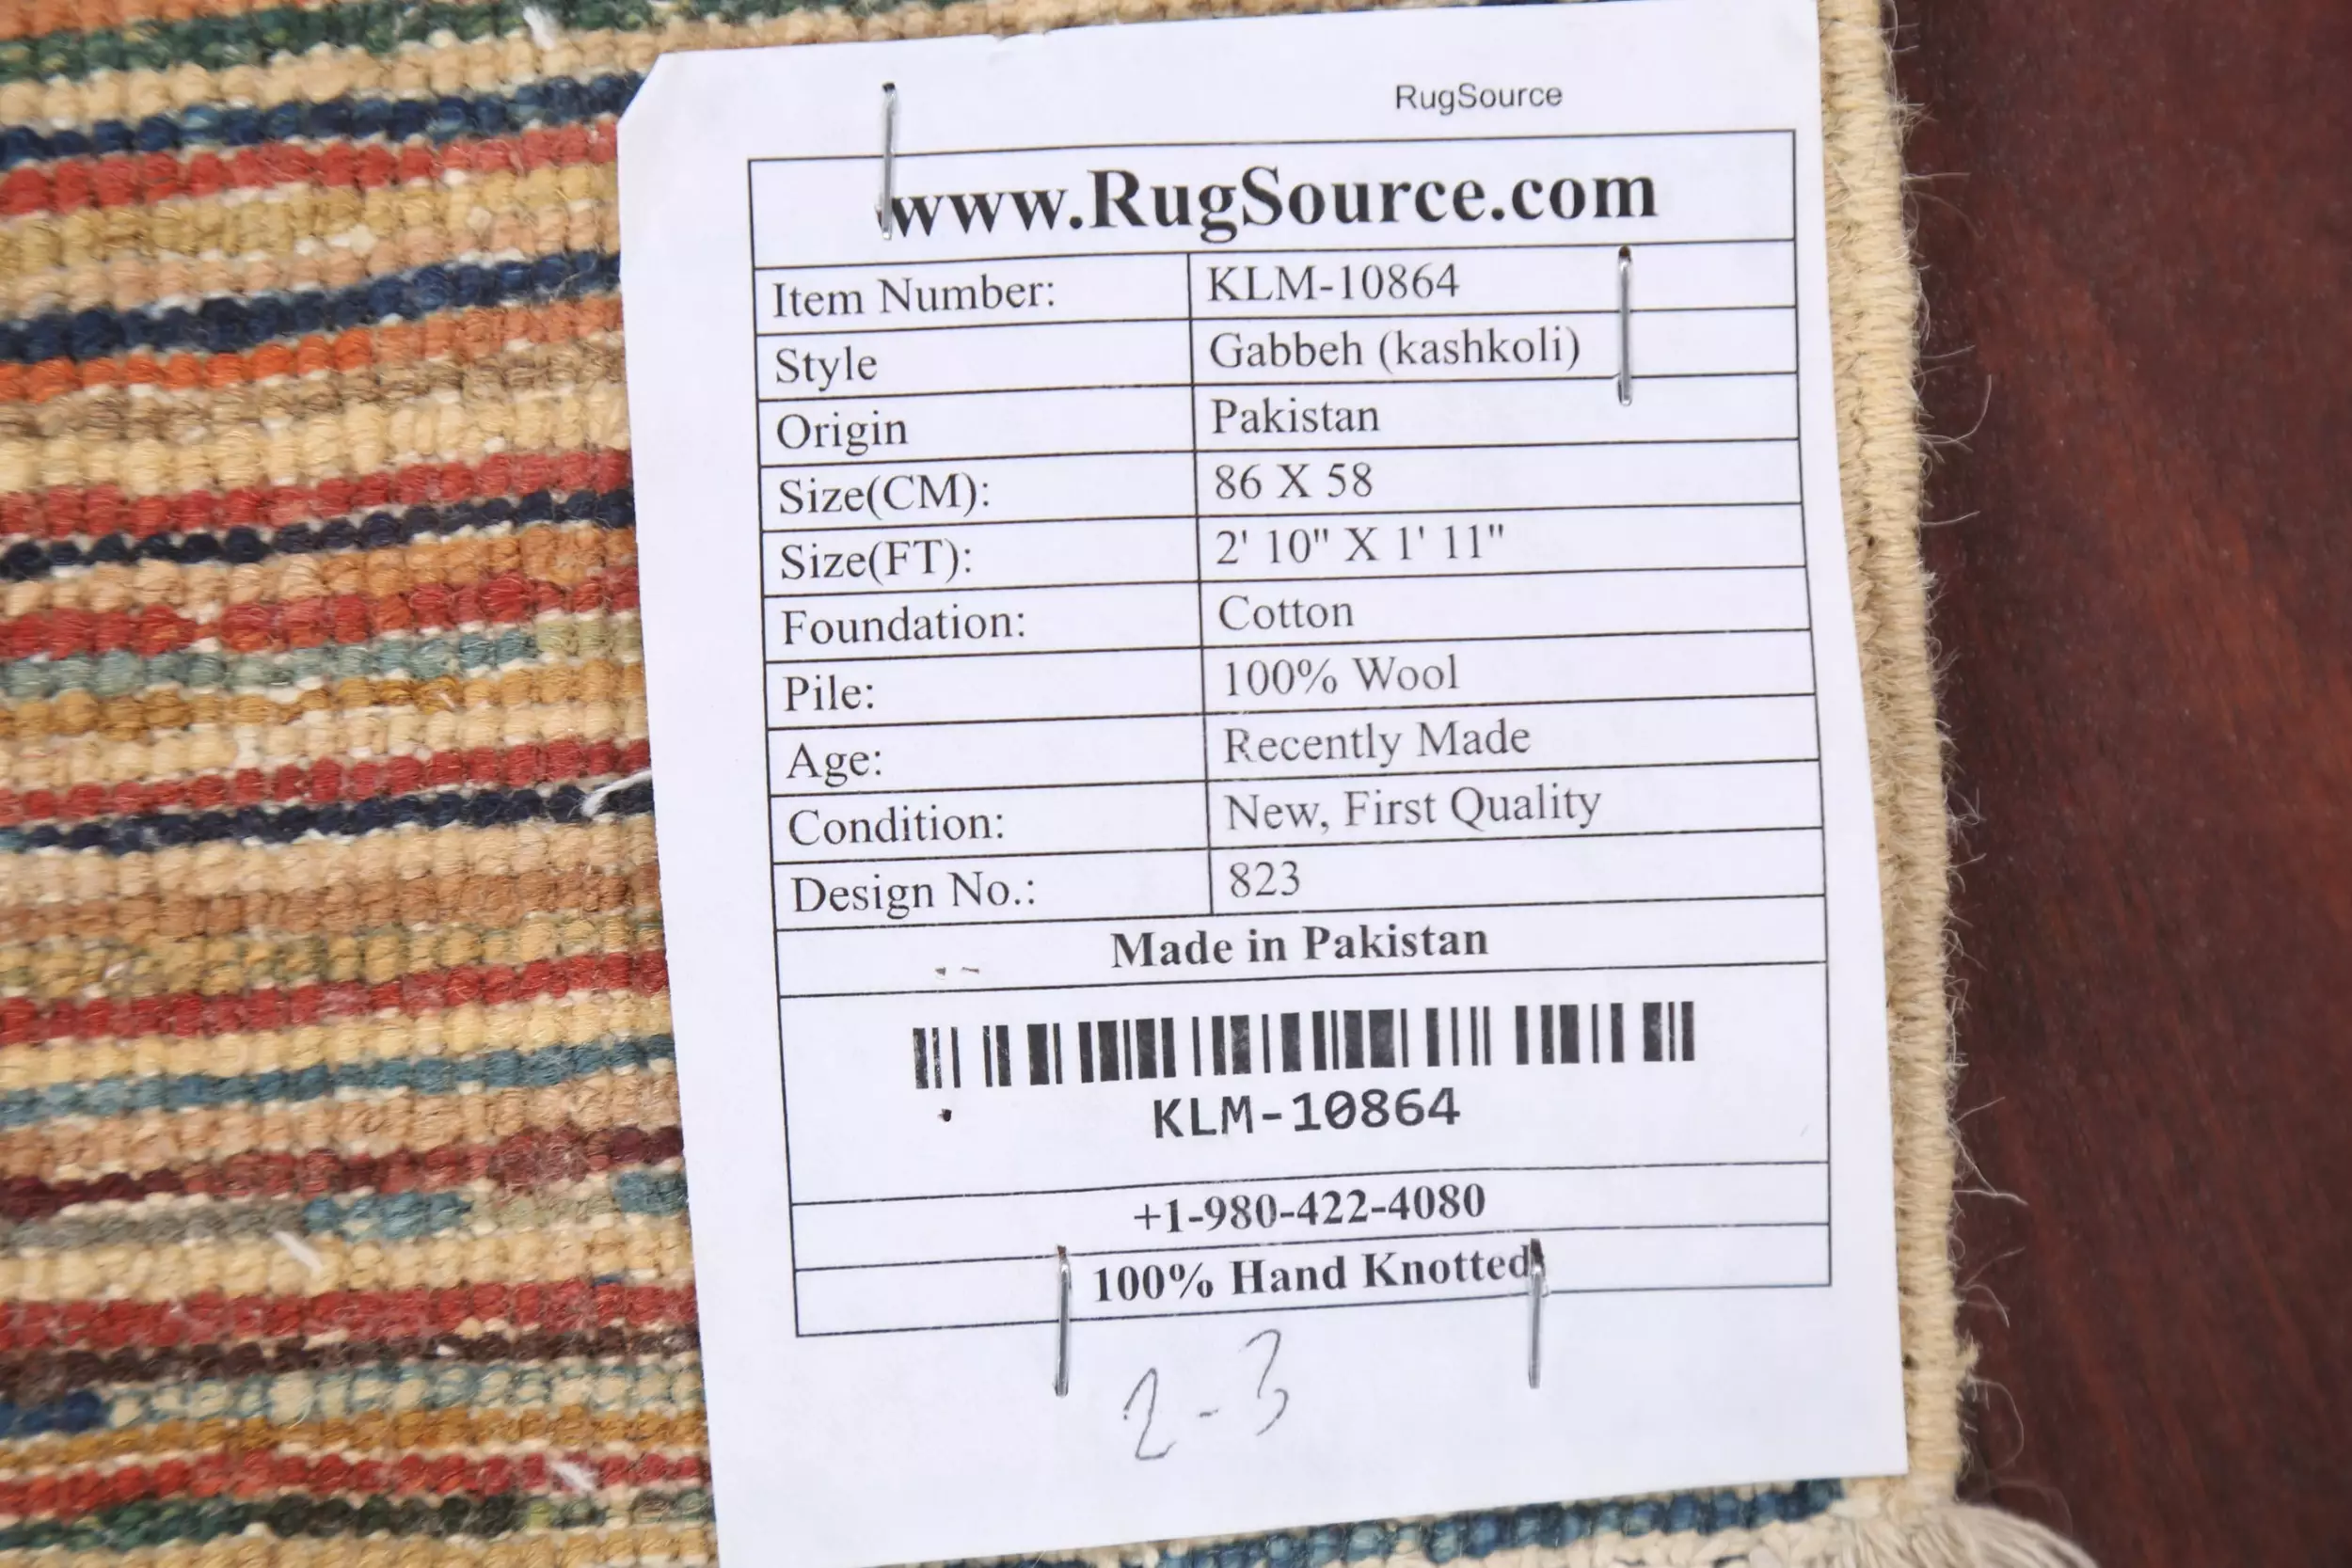 RugSource
www.RugSource.com
Item Number: KLM-10864
Style Gabbeh (kashkoli)
Origin Pakistan
Size(CM): 86 X 58
Size(FT): 2' 10" X 1' 11"
Foundation: Cotton
Pile: 100% Wool
Age: Recently Made
Condition: New, First Quality
Design No.: 823
Made in Pakistan
KLM-10864
+1-980-422-4080
100% Hand Knotted
2-3